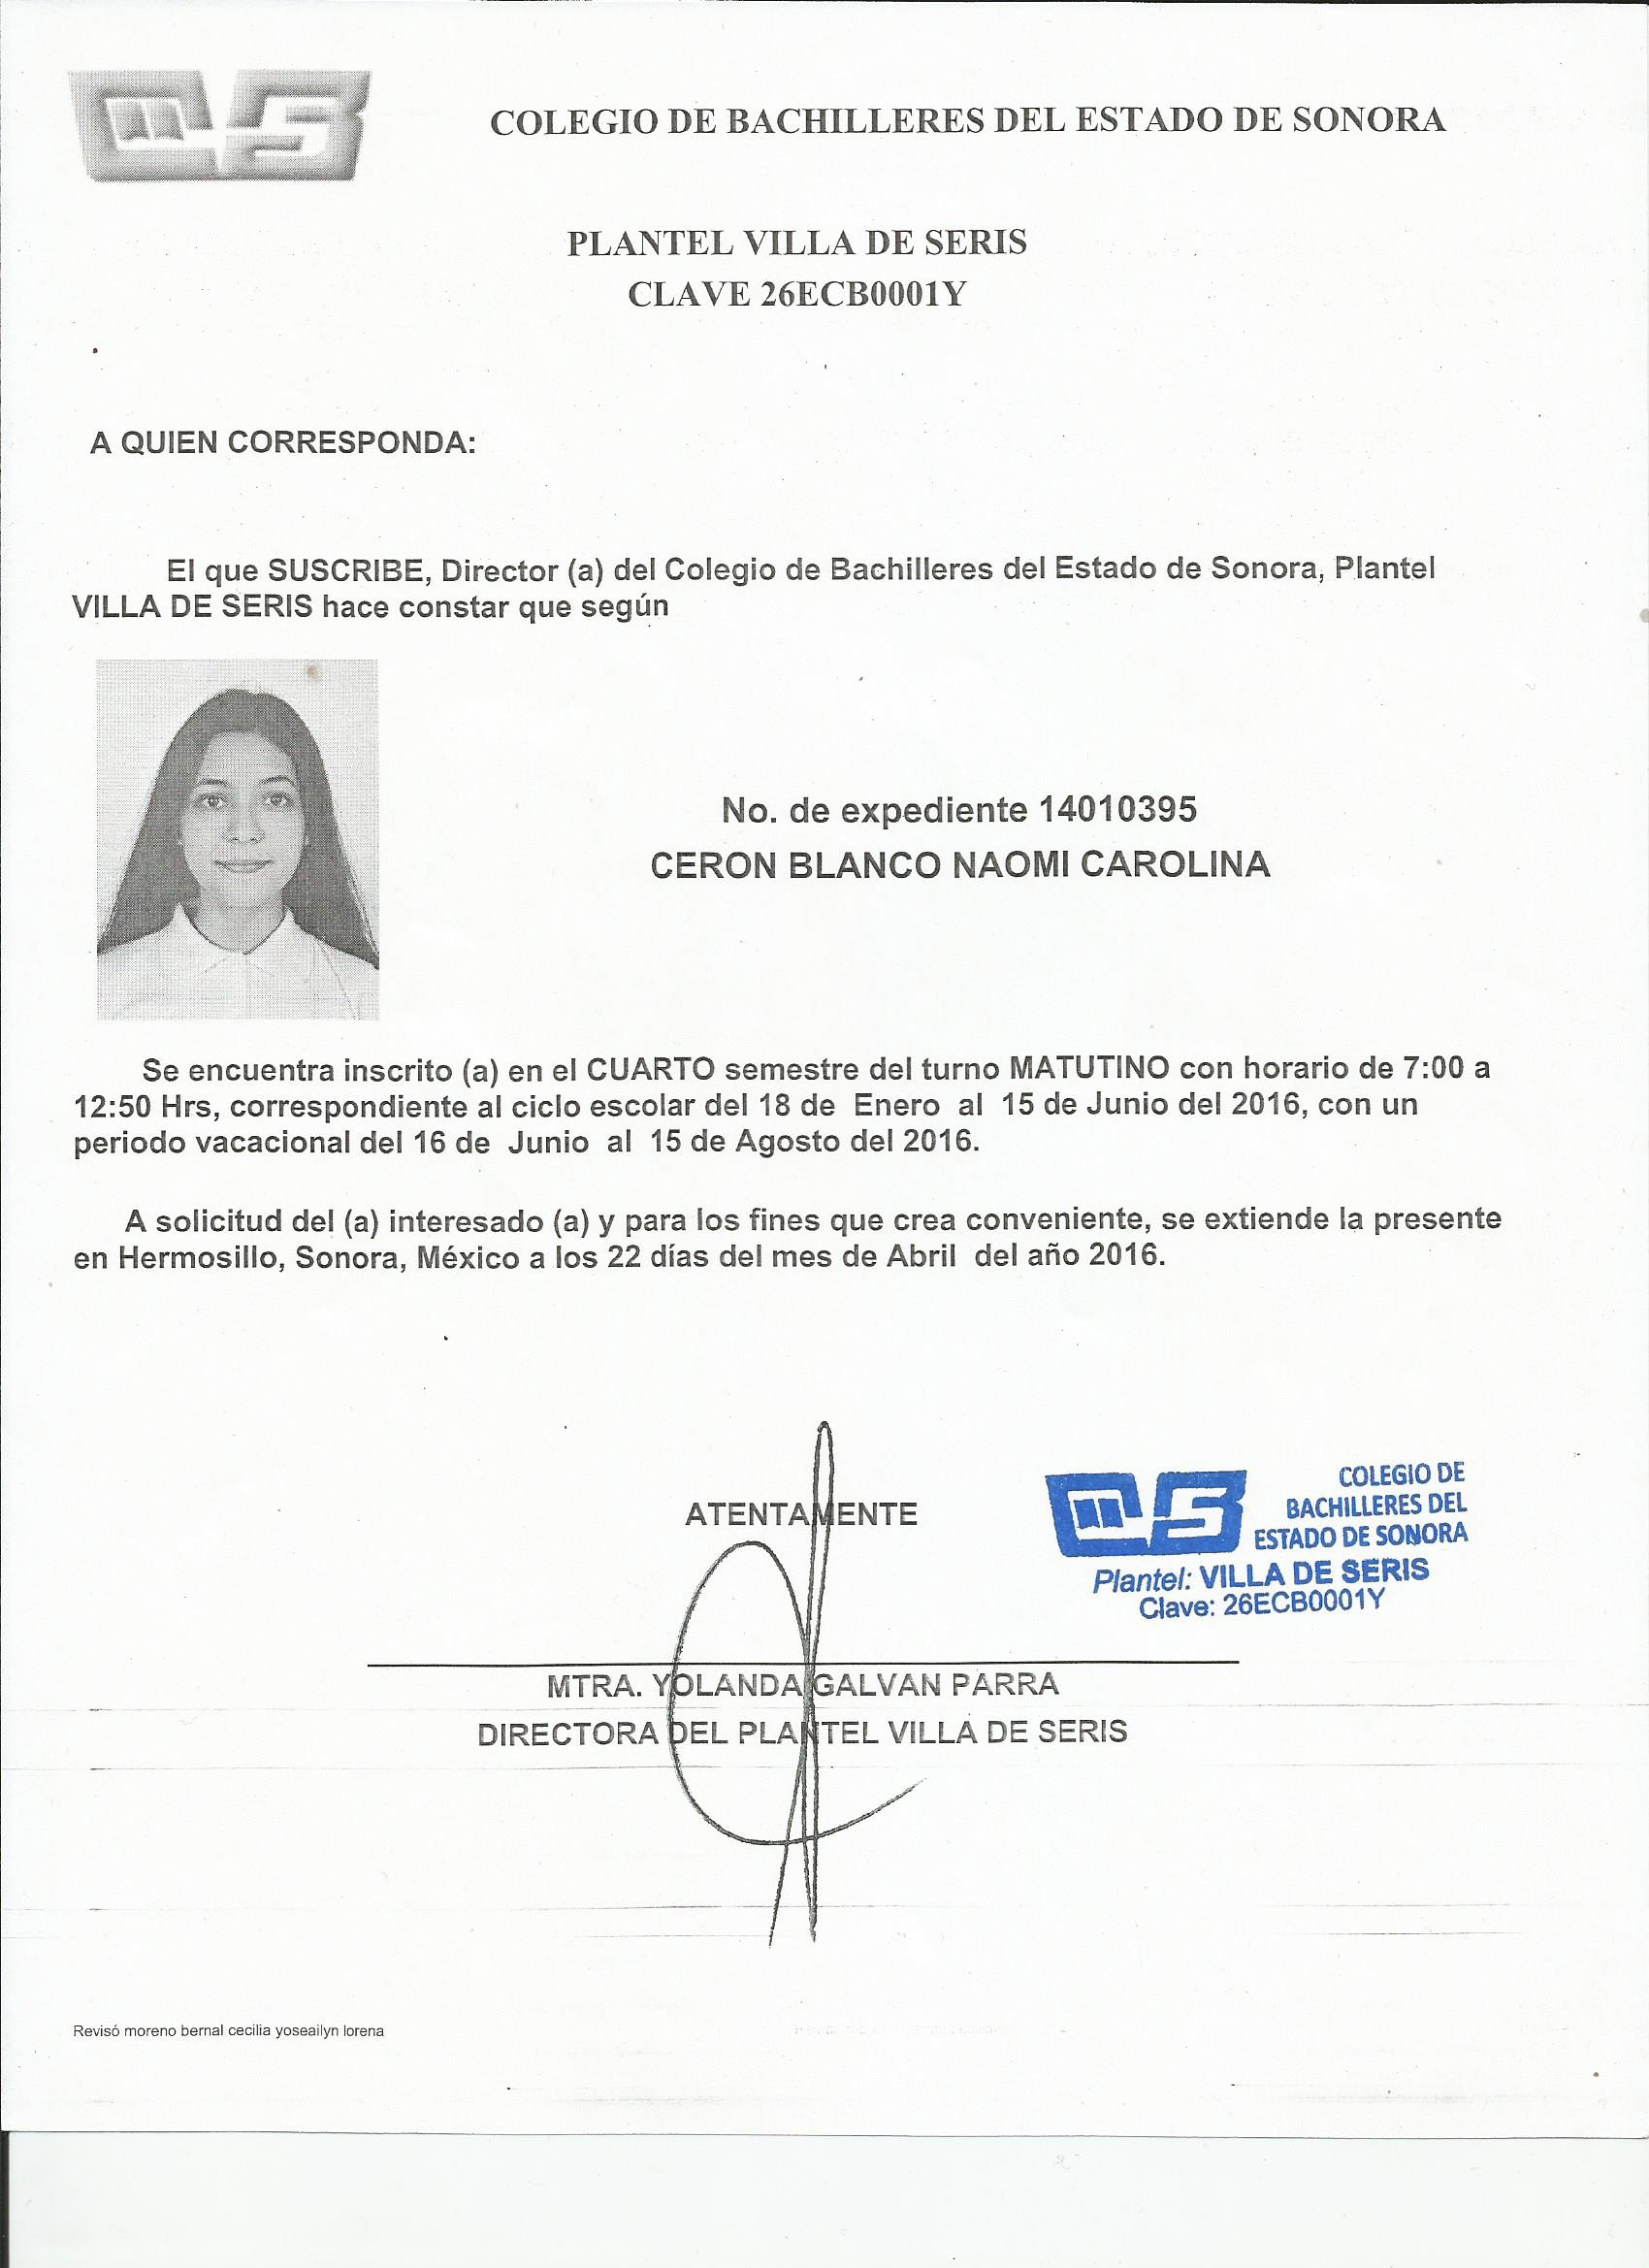 COLEGIO DE BACHILLERES DEL ESTADO DE SONORA
PLANTEL VILLA DE SERIS
CLAVE 26ECB0001Y
A QUIEN CORRESPONDA:
El que SUSCRIBE, Director (a) del Colegio de Bachilleres del Estado de Sonora, Plantel
VILLA DE SERIS hace constar que según
No. de expediente 14010395
CERON BLANCO NAOMI CAROLINA
Se encuentra inscrito (a) en el CUARTO semestre del turno MATUTINO con horario de 7:00 a
12:50 Hrs, correspondiente al ciclo escolar del 18 de Enero al 15 de Junio del 2016, con un
periodo vacacional del 16 de Junio al 15 de Agosto del 2016.
A solicitud del (a) interesado (a) y para los fines que crea conveniente, se extiende la presente
en Hermosillo, Sonora, México a los 22 días del mes de Abril del año 2016.
ATENTAMENTE
COLEGIO DE
BACHILLERES DEL
ESTADO DE SONORA
Plantel: VILLA DE SERIS
Clave: 26ECB0001Y
MTRA. YOLANDA GALVAN PARRA
DIRECTORA DEL PLANTEL VILLA DE SERIS
Revisó moreno bernal cecilia yoseailyn lorena